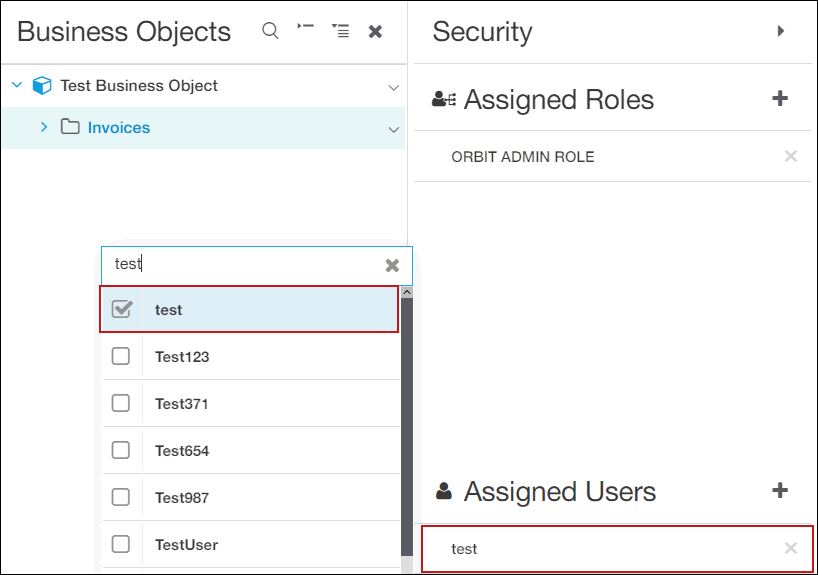 Business Objects
Test Business Object
Invoices
test
test
Test123
Test371
Test654
Test987
TestUser
Security
Assigned Roles
ORBIT ADMIN ROLE
Assigned Users
test